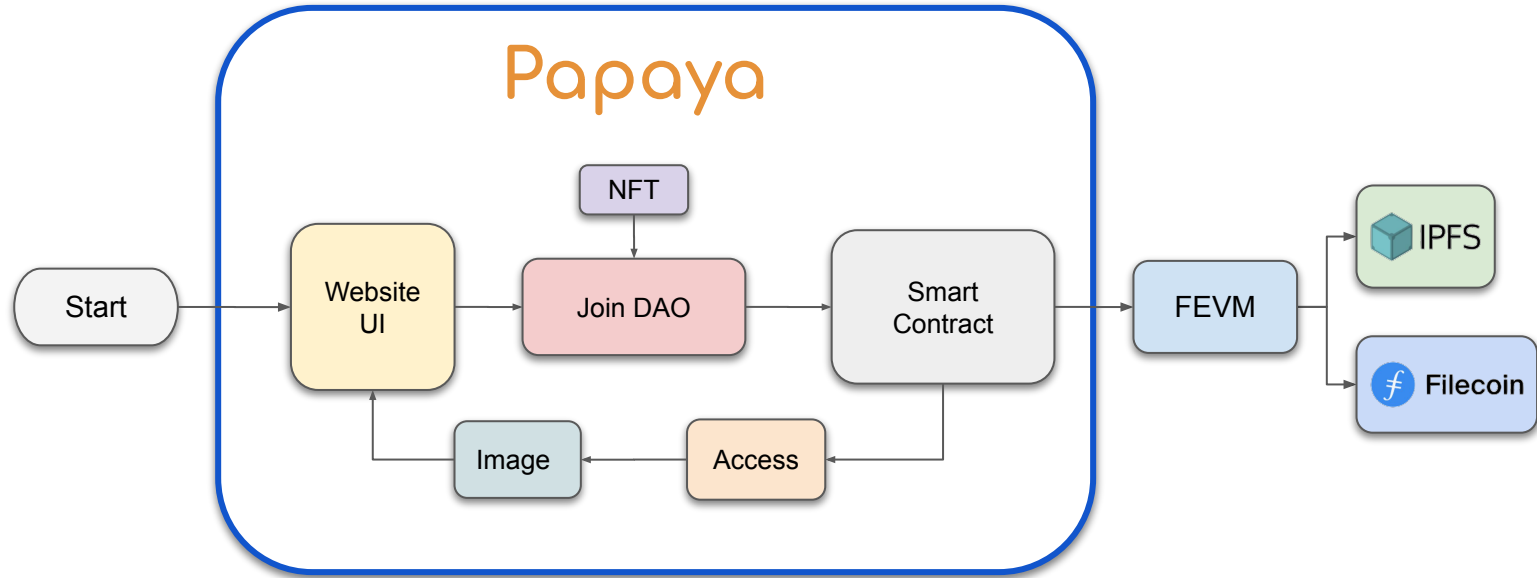 Papaya
NFT
Start
Website
UI
Join DAO
Smart
Contract
FEVM
IPFS
Filecoin
Image
Access